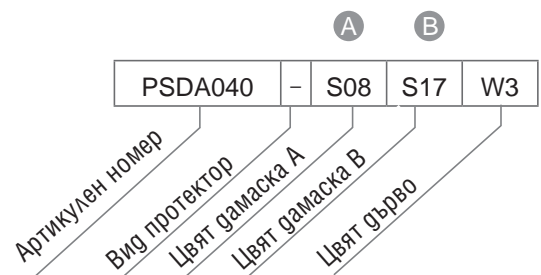 A B
PSDA040 – S08 S17 W3
Артикулен номер
Вид протектор
Цвят дамаска A
Цвят дамаска B
Цвят дърво